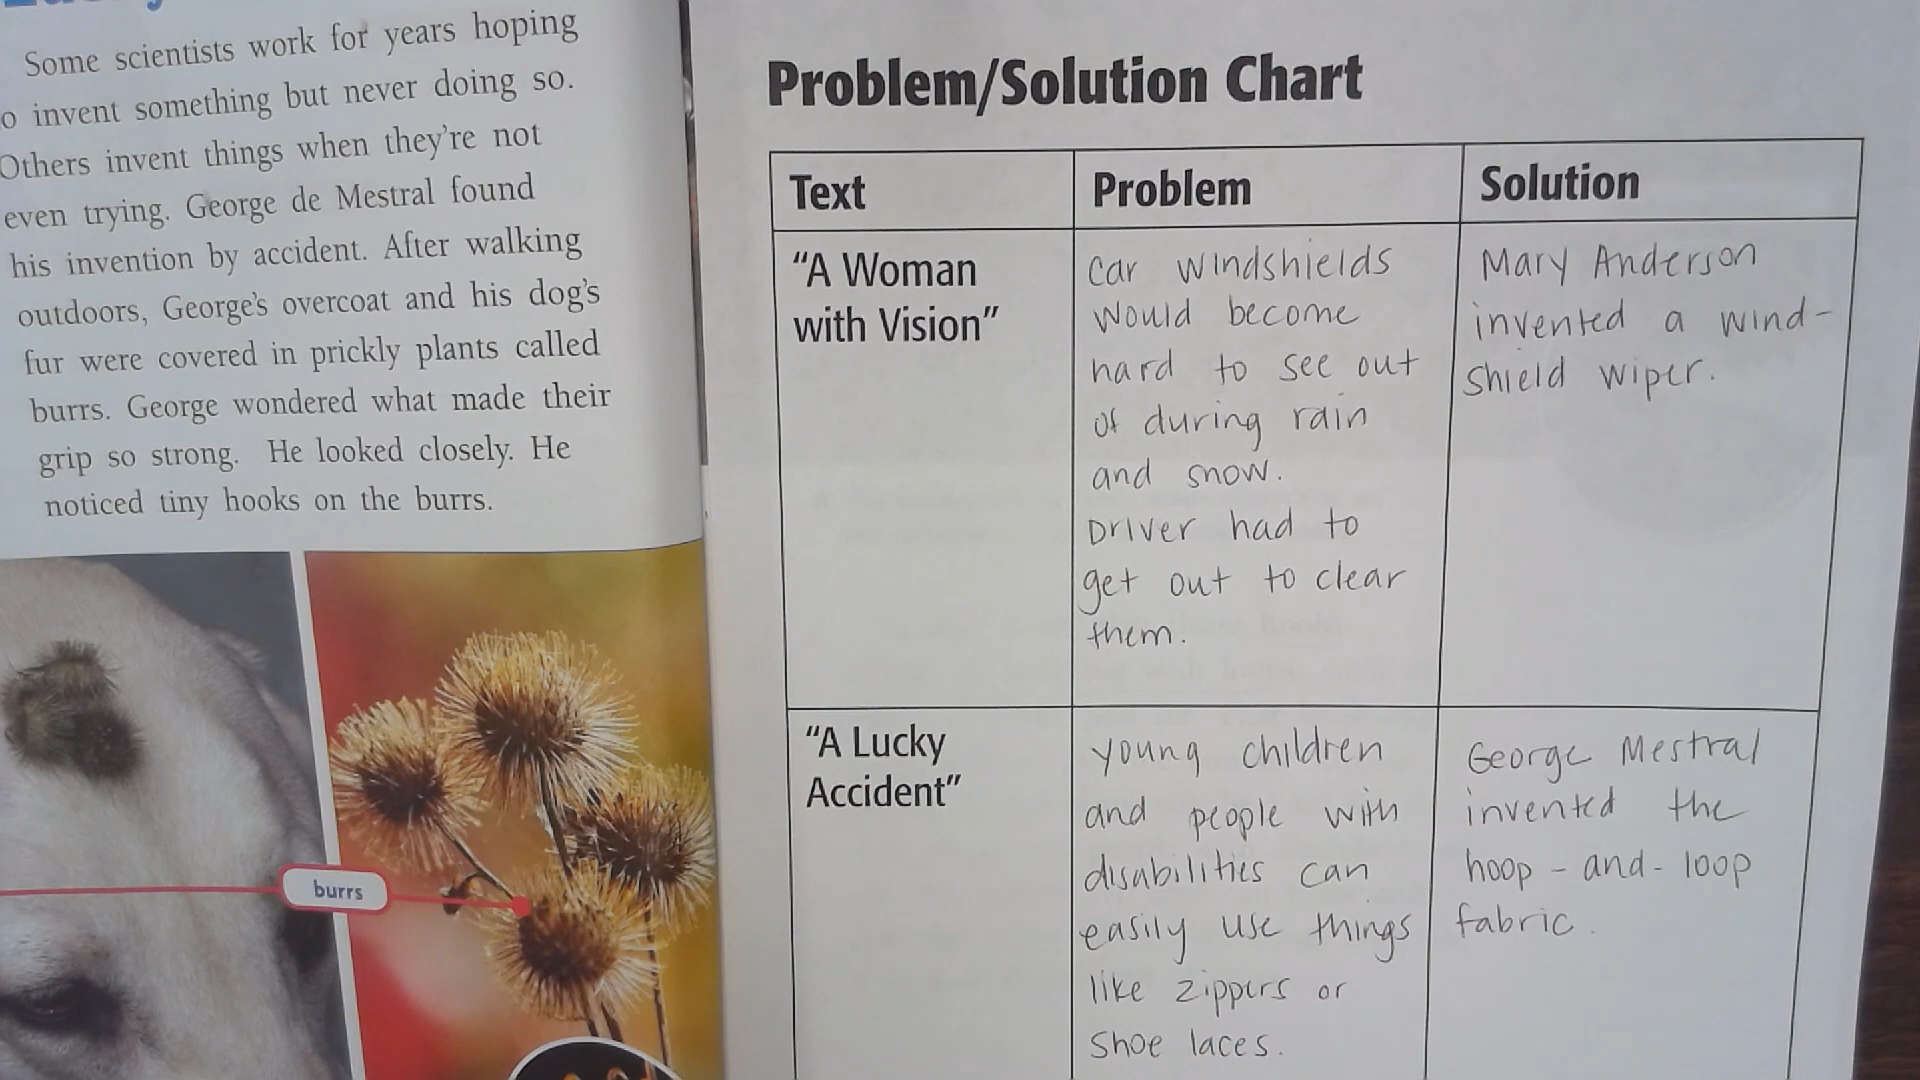 Some scientists work for years hoping
o invent something but never doing so.
Others invent things when they're not
even trying. George de Mestral found
his invention by accident. After walking
outdoors, George's overcoat and his dog's
fur were covered in prickly plants called
burrs. George wondered what made their
grip so strong. He looked closely. He
noticed tiny hooks on the burrs.
burrs
Problem/Solution Chart
Text
Problem
Solution
"A Woman
with Vision"
Car windshields
would become
hard to see out
of during rain
and snow.
Driver had to
get out to clear
them.
Mary Anderson
invented a wind-
shield wiper.
"A Lucky
Accident"
Young children
and people with
disabilities can
easily use things
like zippers or
shoe laces.
George Mestral
invented the
hoop-and-loop
fabric.